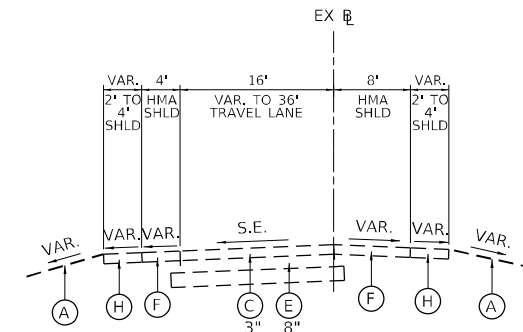 EX BL
VAR. 4' 16' 8' VAR.
2' TO 4' SHLD
HMA SHLD
VAR. TO 36' TRAVEL LANE
HMA SHLD
2' TO 4' SHLD
VAR. VAR. VAR. S.E. VAR. VAR. VAR.
A H F C E F H A
3" 8"